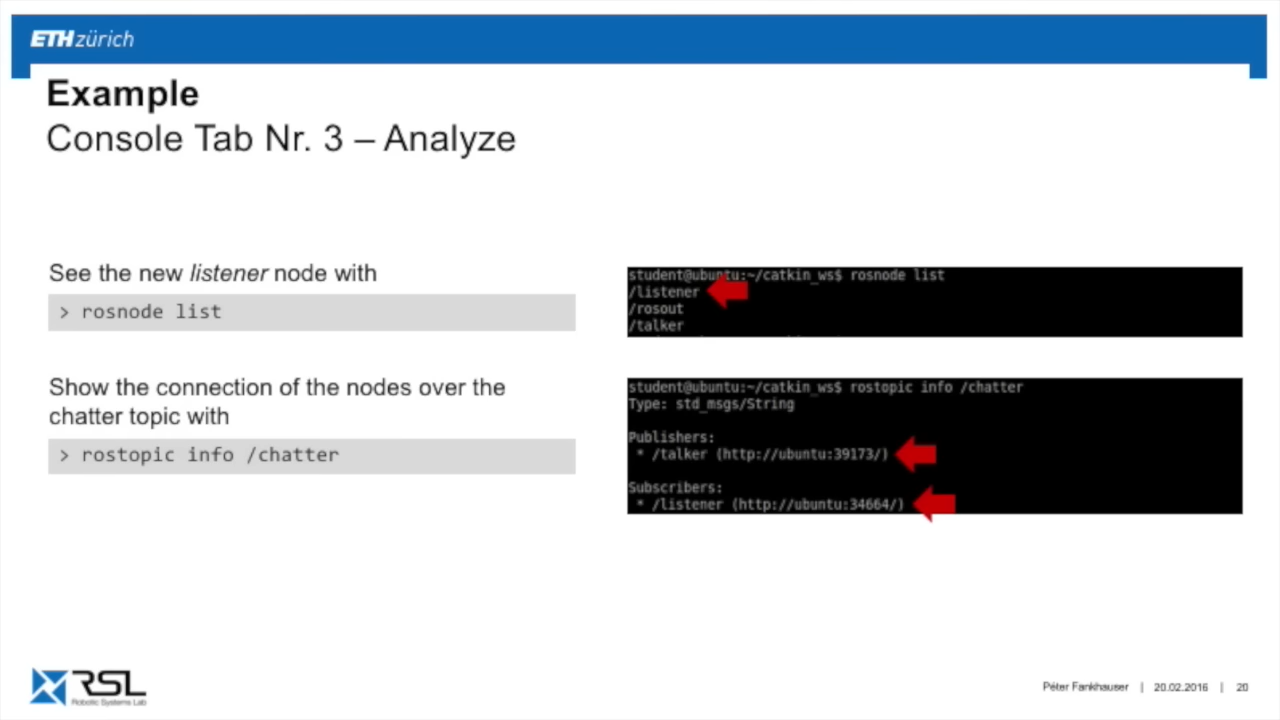 ETH zürich
Example
Console Tab Nr. 3 – Analyze
See the new listener node with
> rosnode list
student@ubuntu:~/catkin_ws$ rosnode list
/listener
/rosout
/talker
Show the connection of the nodes over the
chatter topic with
> rostopic info /chatter
student@ubuntu:~/catkin_ws$ rostopic info /chatter
Type: std_msgs/String
Publishers:
* /talker (http://ubuntu:39173/)
Subscribers:
* /listener (http://ubuntu:34664/)
RSL
Robotic Systems Lab
Péter Fankhauser | 20.02.2016 | 20